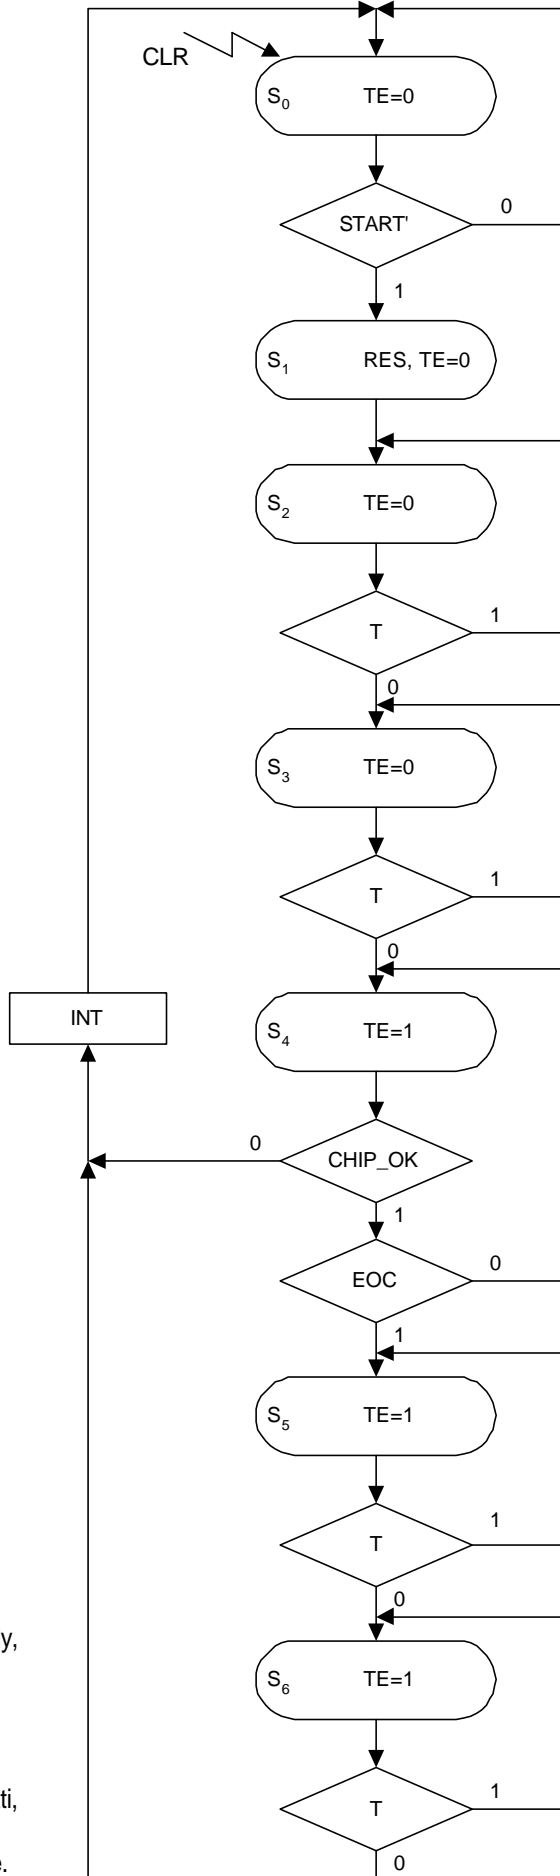 CLR
S0 TE=0
START'
0
1
S1 RES, TE=0
S2 TE=0
T
1
0
S3 TE=0
T
1
0
INT
S4 TE=1
0
CHIP_OK
1
EOC
0
1
S5 TE=1
T
1
0
y,
S6 TE=1
ti,
T
1
0
e.